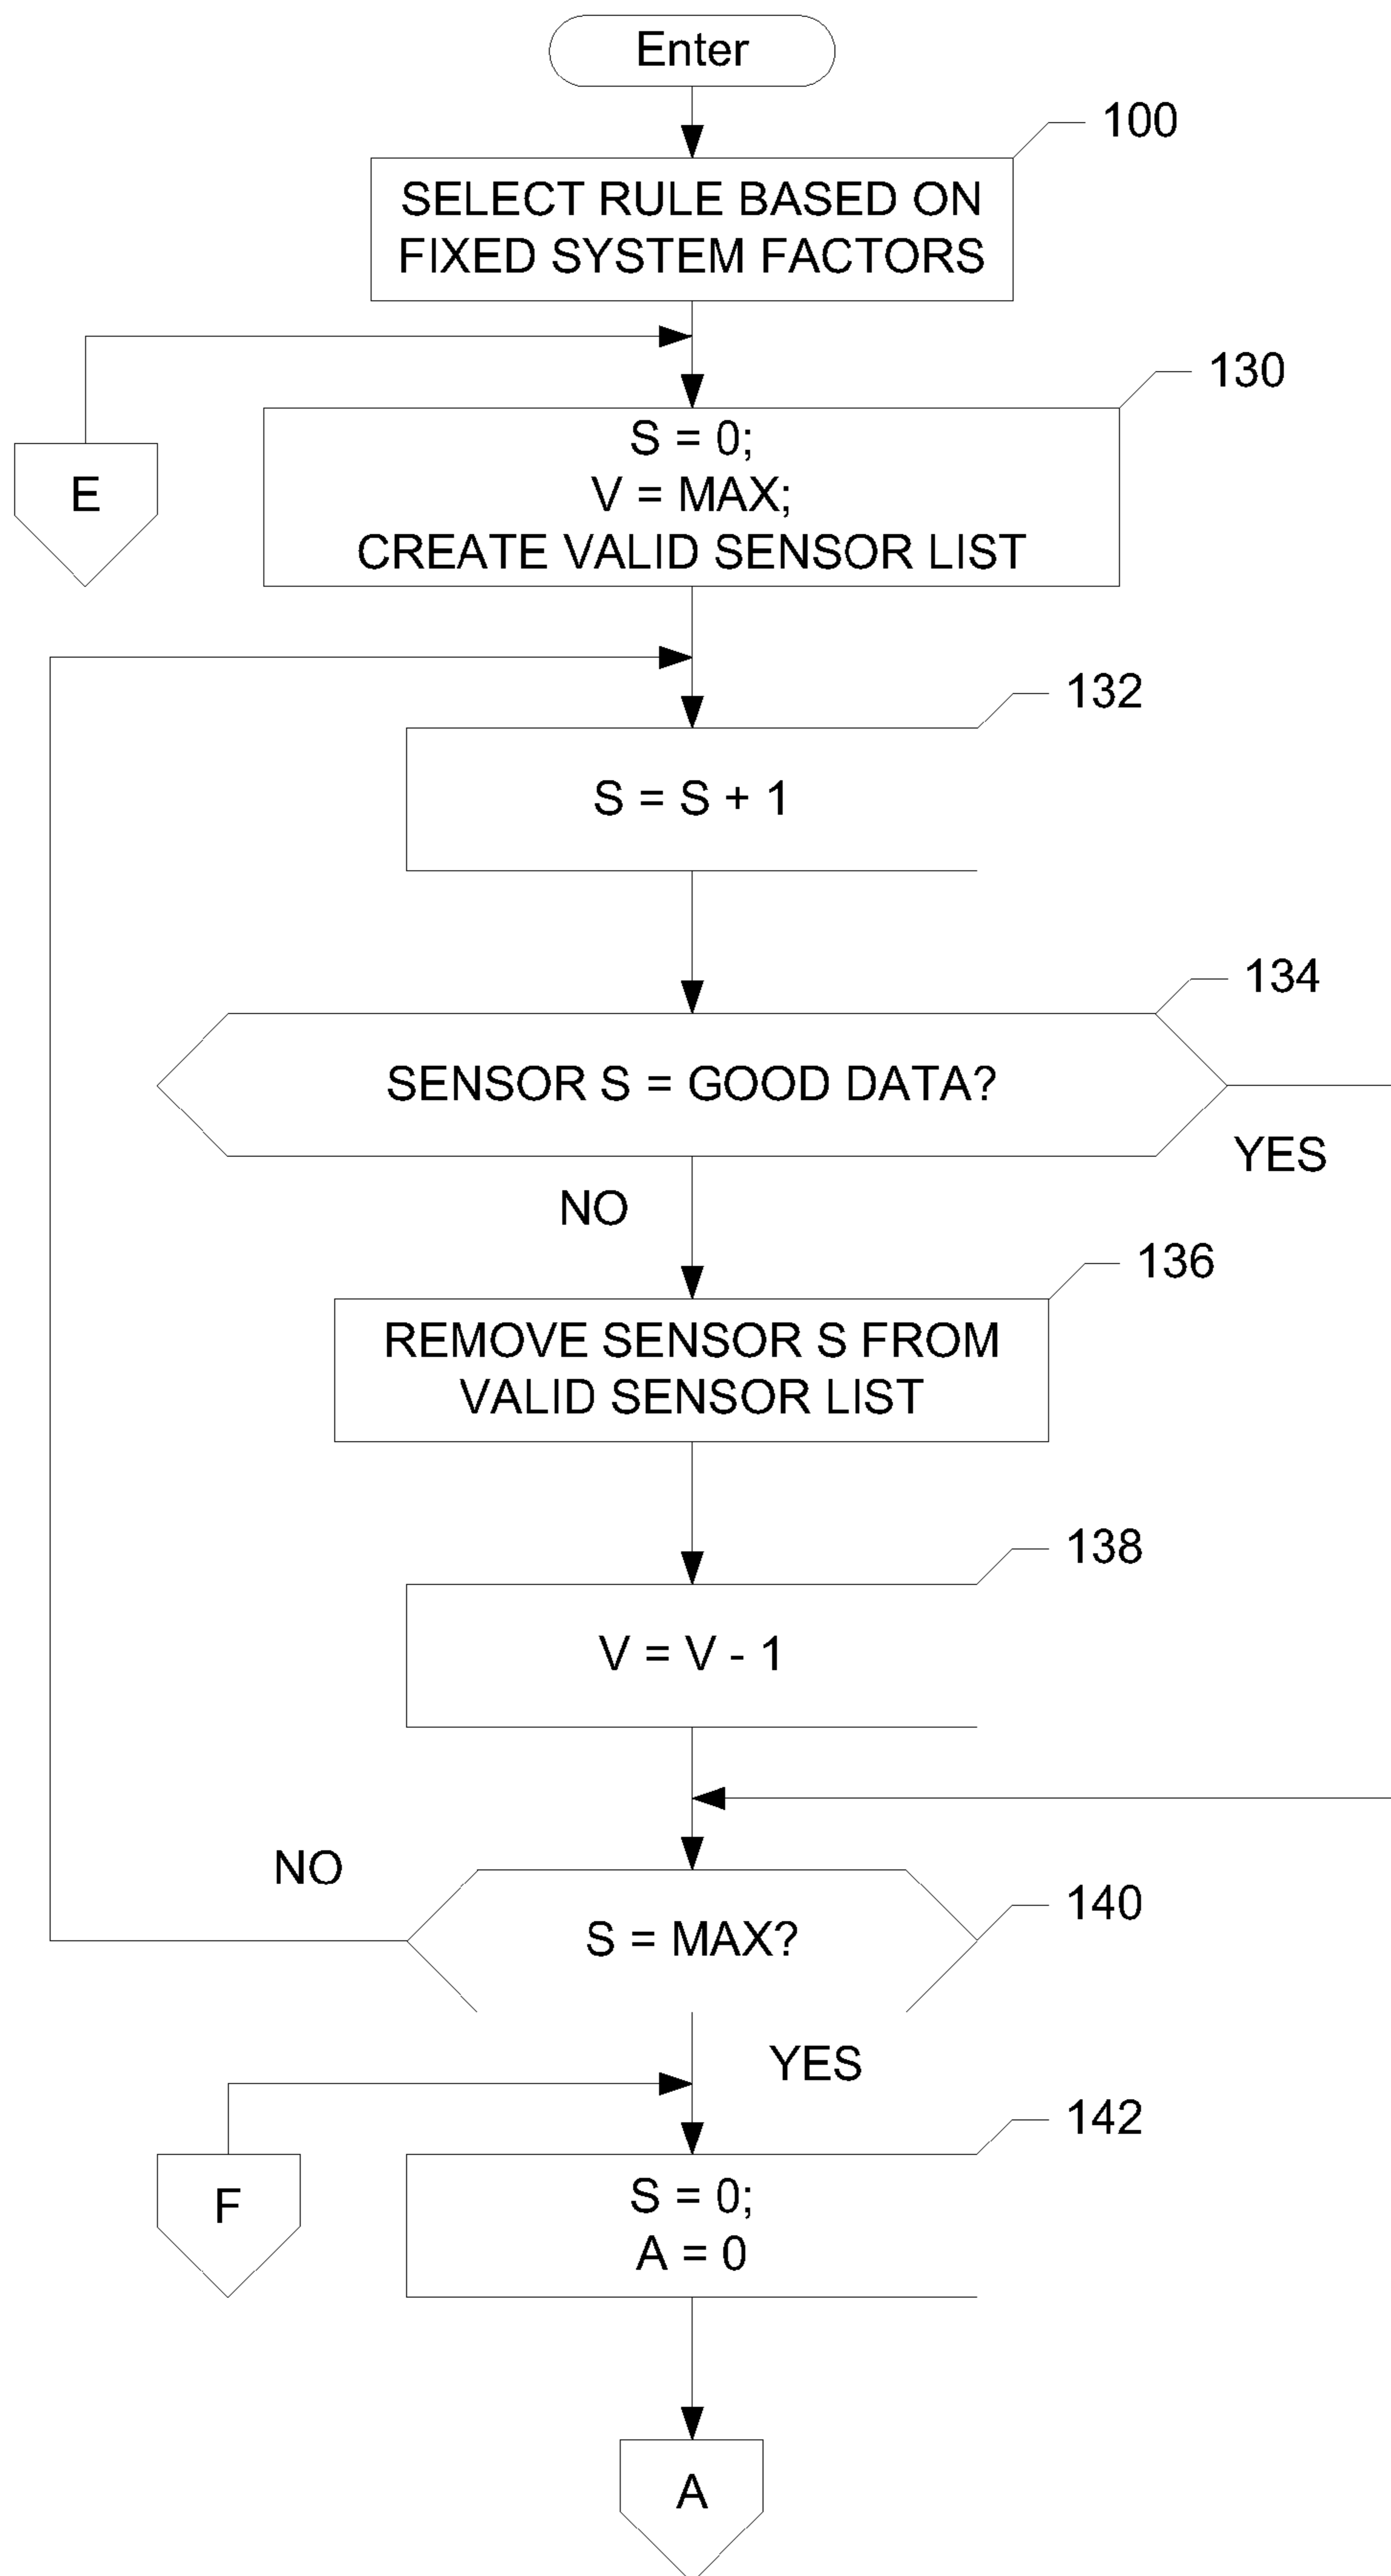 Enter
100
SELECT RULE BASED ON
FIXED SYSTEM FACTORS
130
E
S = 0;
V = MAX;
CREATE VALID SENSOR LIST
132
S = S + 1
134
SENSOR S = GOOD DATA?
YES
NO
136
REMOVE SENSOR S FROM
VALID SENSOR LIST
138
V = V - 1
NO
140
S = MAX?
YES
142
F
S = 0;
A = 0
A